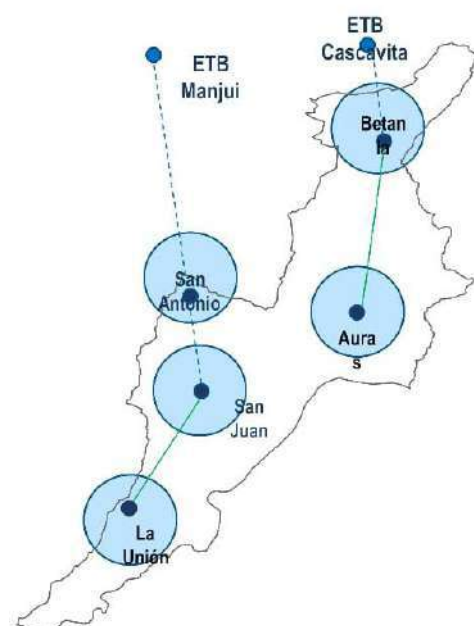 ETB
Manjui
ETB
Cascavita
Betan
ia
San
Antonio
Aura
s
San
Juan
La
Unión